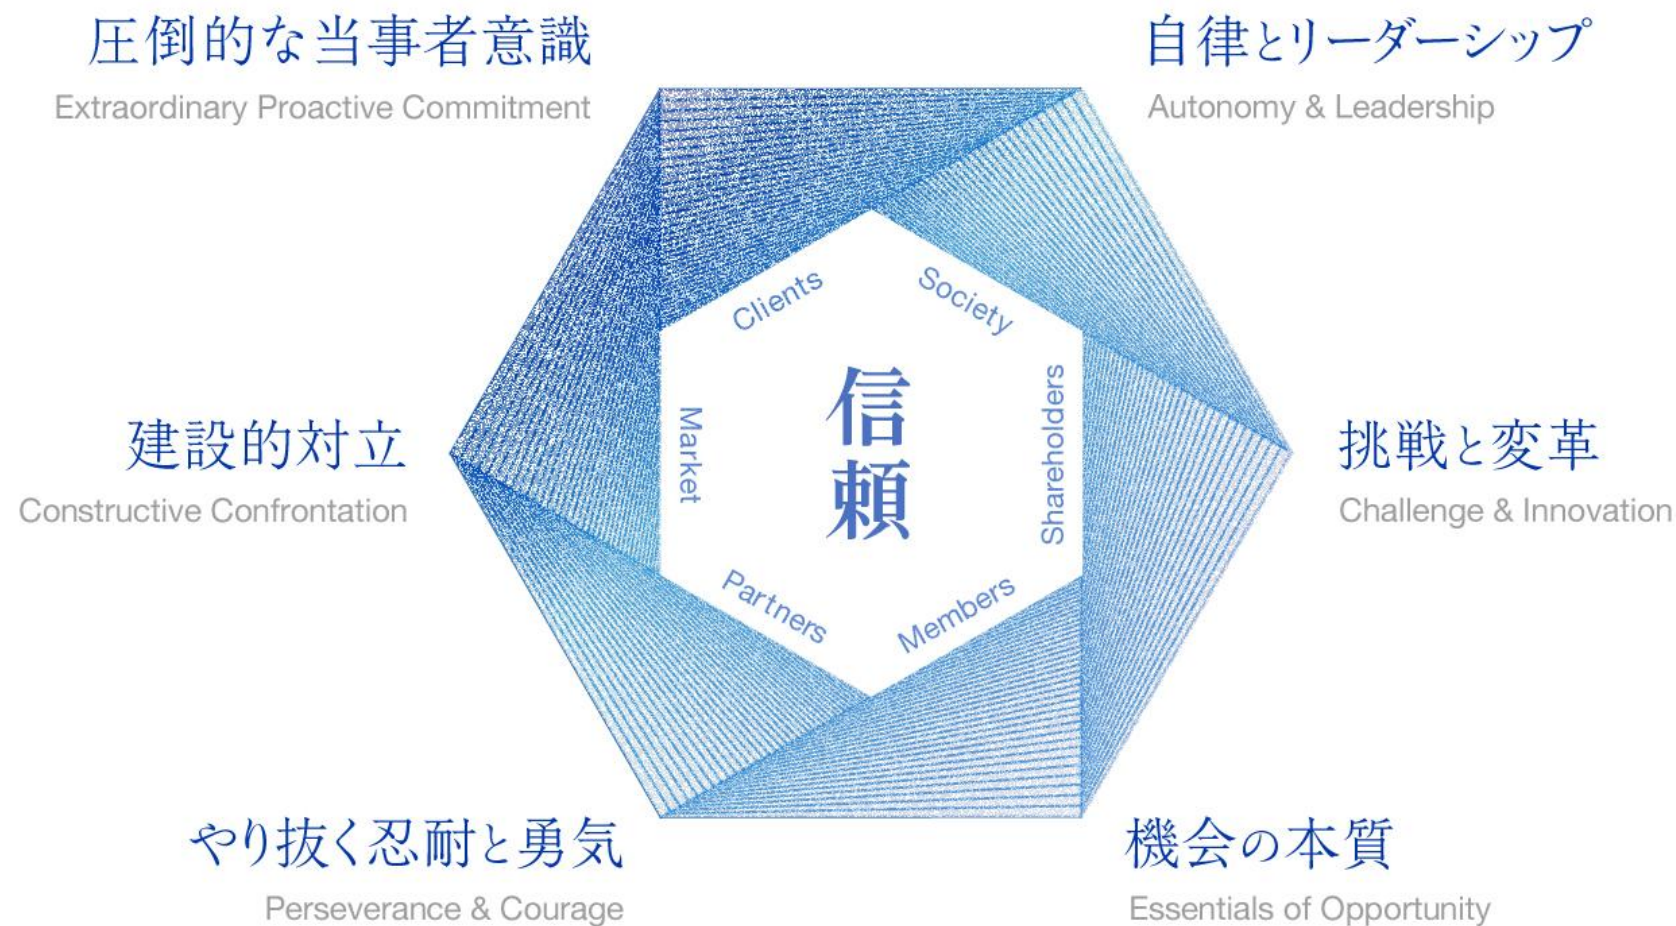 圧倒的な当事者意識
Extraordinary Proactive Commitment
自律とリーダーシップ
Autonomy & Leadership
Clients
Society
信頼
Market
Shareholders
Partners
Members
建設的対立
Constructive Confrontation
挑戦と変革
Challenge & Innovation
やり抜く忍耐と勇気
Perseverance & Courage
機会の本質
Essentials of Opportunity